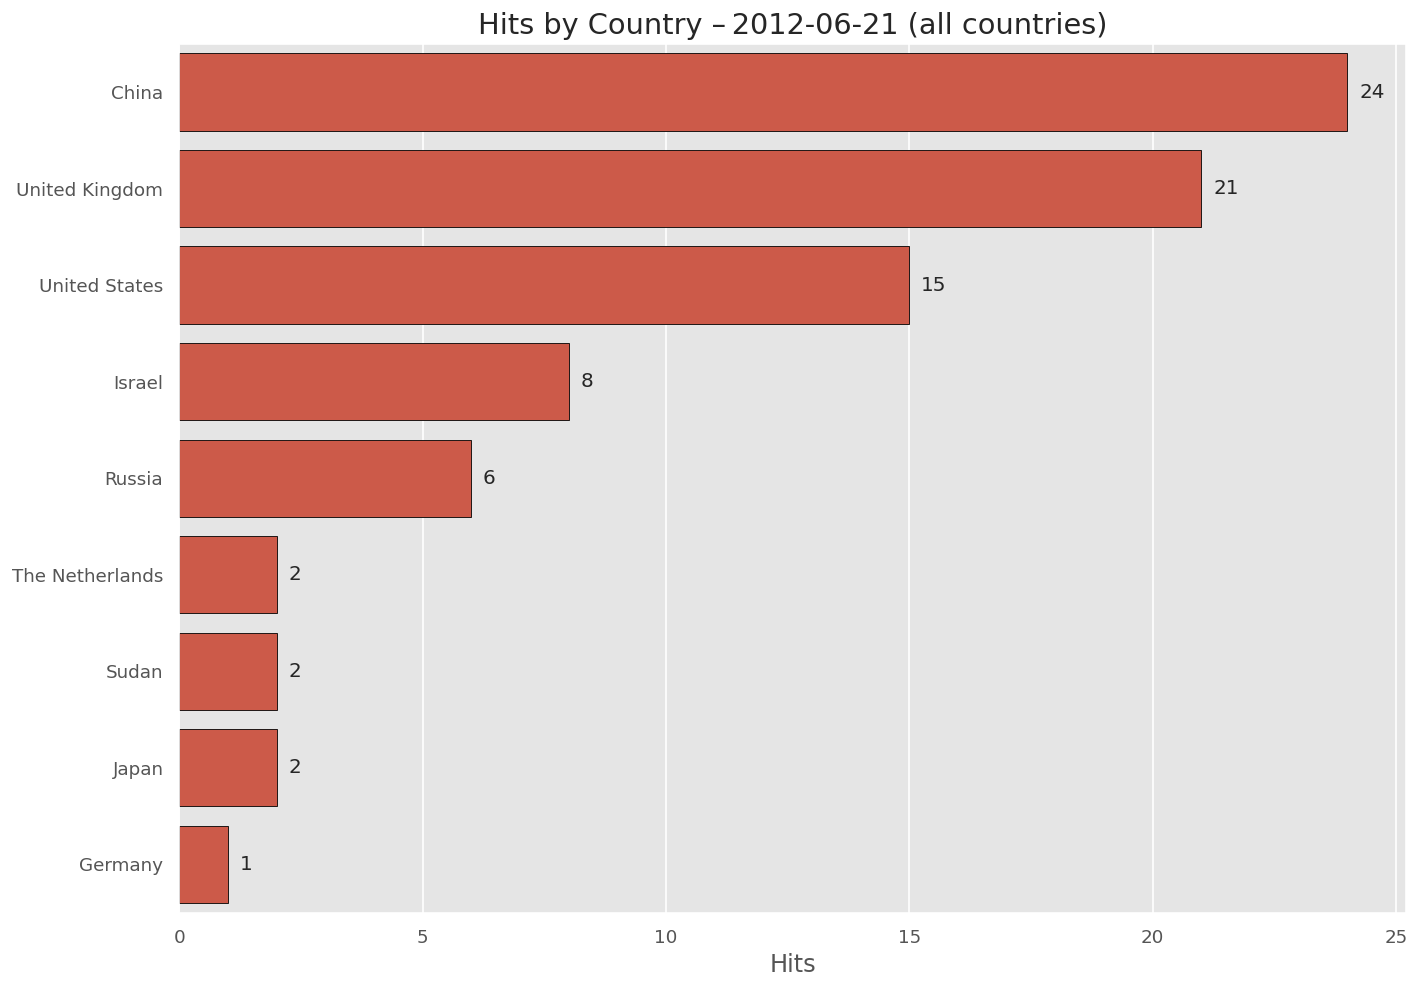 Hits by Country – 2012-06-21 (all countries)
China 24
United Kingdom 21
United States 15
Israel 8
Russia 6
The Netherlands 2
Sudan 2
Japan 2
Germany 1
0 5 10 15 20 25
Hits